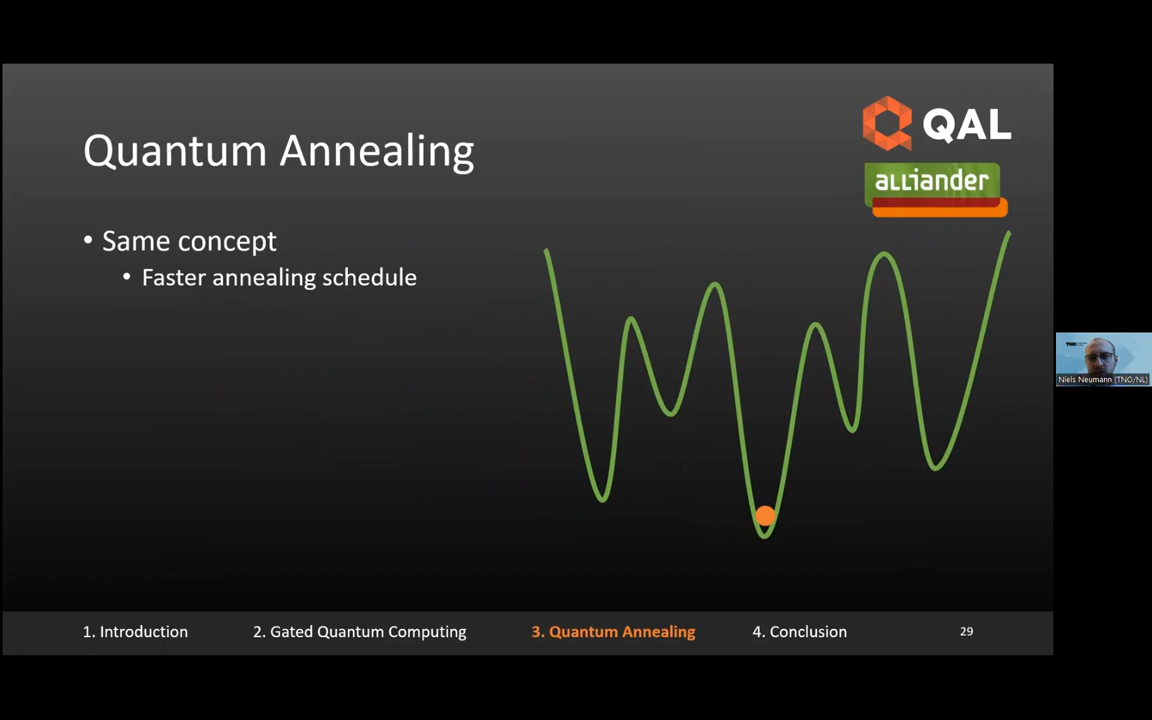 QAL
Quantum Annealing
alliander
• Same concept
• Faster annealing schedule
TNO
Niels Neumann (TNO/NL)
1. Introduction
2. Gated Quantum Computing
3. Quantum Annealing
4. Conclusion
29